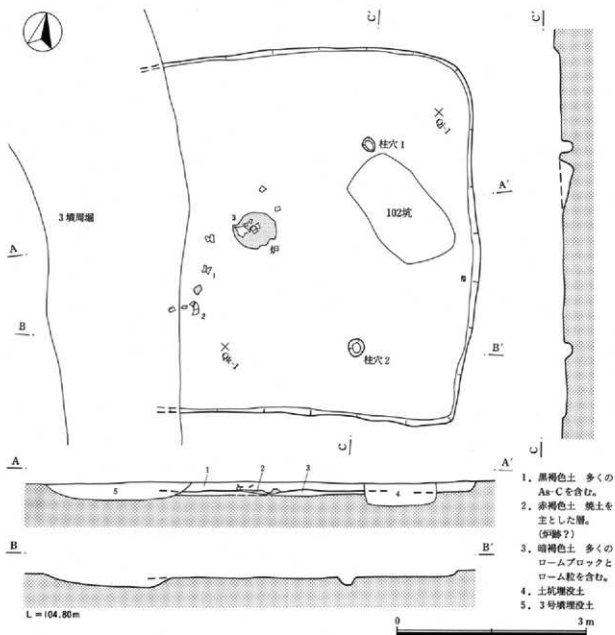 C′
C′
柱穴 1
A′
3 墳周堀
102坑
3
炉
A
1
2
B
B′
柱穴 2
C
C
A
A′
1
2
3
5
4
B
B′
L = 104.80m
1. 黒褐色土 多くの
As-C を含む。
2. 赤褐色土 焼土を
主とした層。
(炉跡?)
3. 暗褐色土 多くの
ロームブロックと
ローム粒を含む。
4. 土坑埋没土
5. 3号墳埋没土
0
3 m